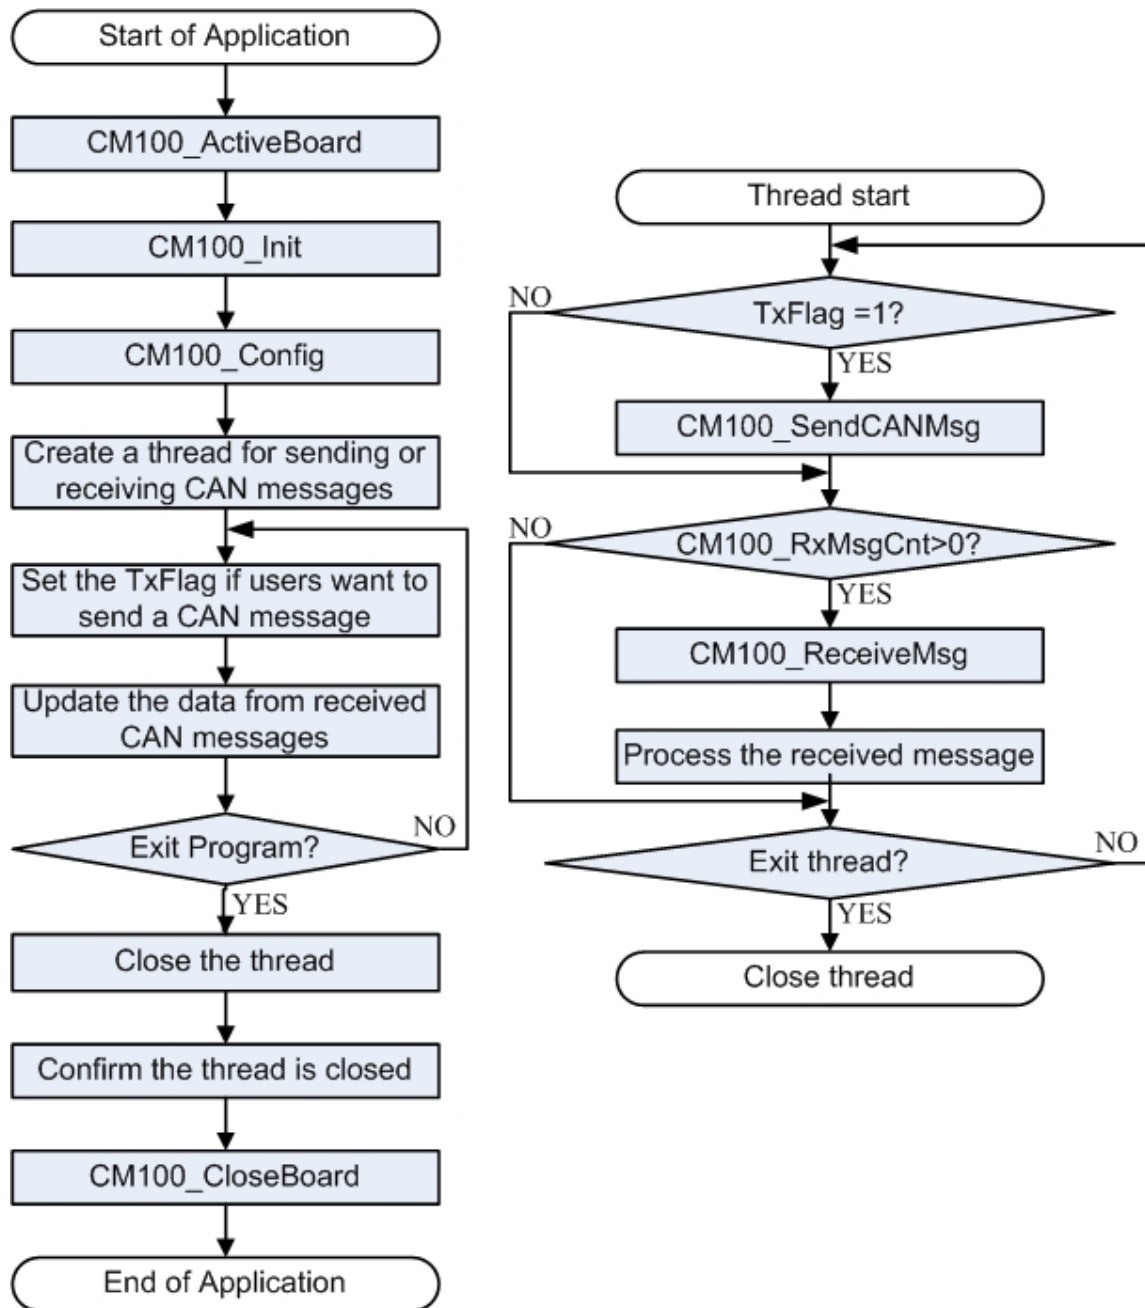 Start of Application
CM100_ActiveBoard
CM100_Init
CM100_Config
Create a thread for sending or
receiving CAN messages
Set the TxFlag if users want to
send a CAN message
Update the data from received
CAN messages
Exit Program?
NO
YES
Close the thread
Confirm the thread is closed
CM100_CloseBoard
End of Application
Thread start
NO
TxFlag =1?
YES
CM100_SendCANMsg
NO
CM100_RxMsgCnt>0?
YES
CM100_ReceiveMsg
Process the received message
Exit thread?
NO
YES
Close thread